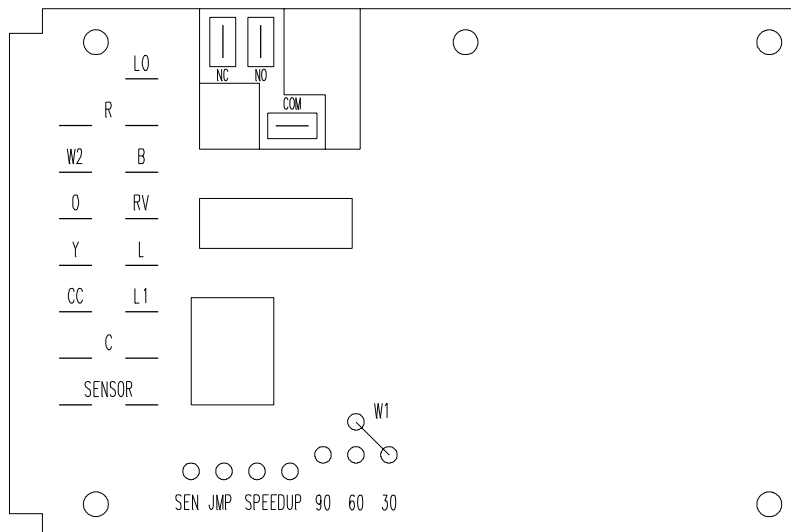 LO
NC NO
R
COM
W2 B
O RV
Y L
CC L1
C
SENSOR
W1
SEN JMP SPEEDUP 90 60 30